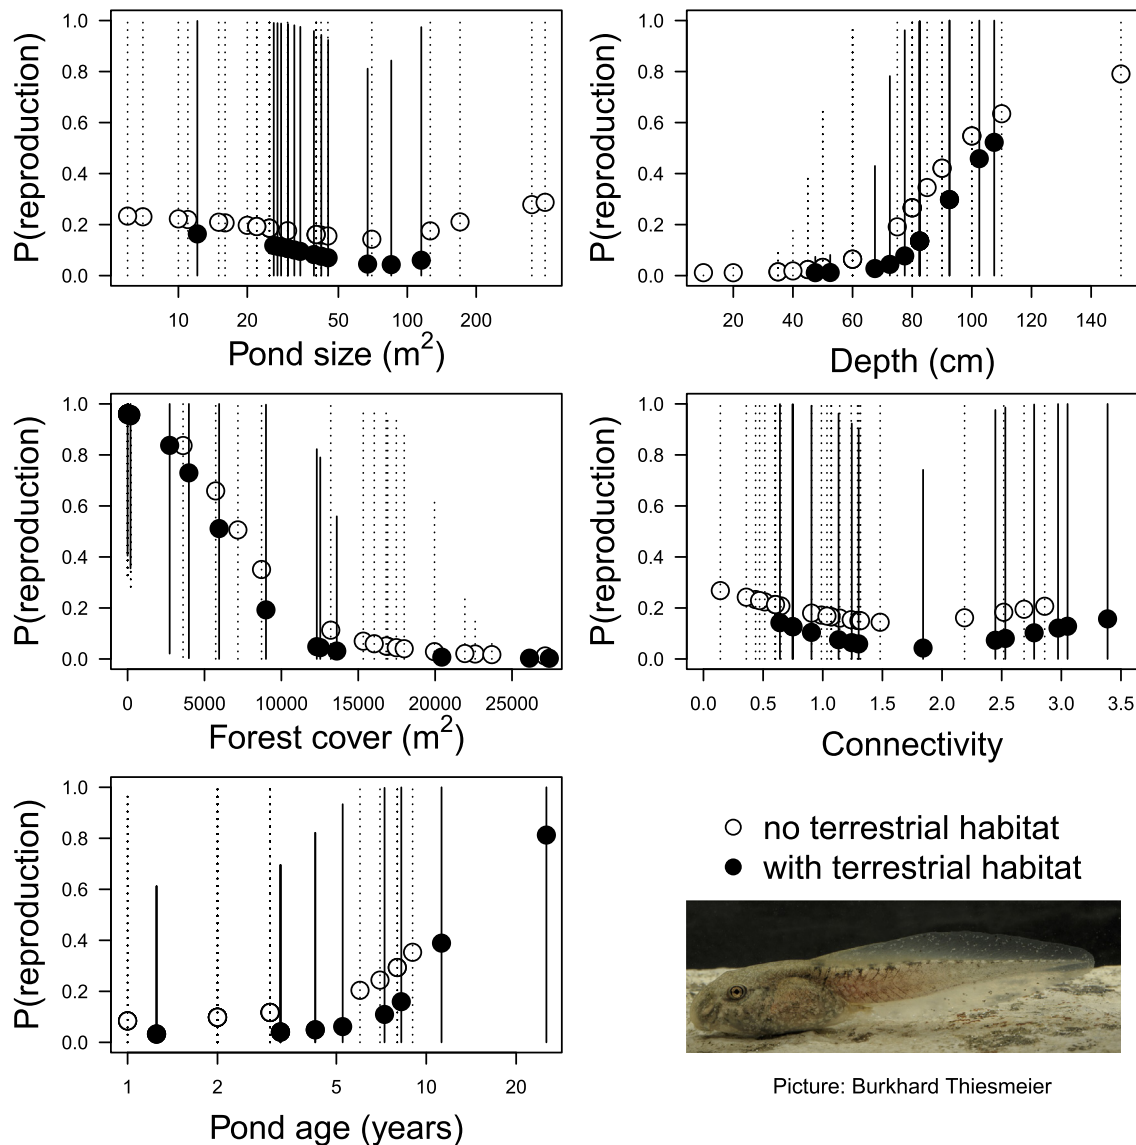 P(reproduction)
1.0
0.8
0.6
0.4
0.2
0.0
10 20 50 100 200
Pond size (m2)
P(reproduction)
1.0
0.8
0.6
0.4
0.2
0.0
20 40 60 80 100 120 140
Depth (cm)
P(reproduction)
1.0
0.8
0.6
0.4
0.2
0.0
0 5000 10000 15000 20000 25000
Forest cover (m2)
P(reproduction)
1.0
0.8
0.6
0.4
0.2
0.0
0.0 0.5 1.0 1.5 2.0 2.5 3.0 3.5
Connectivity
P(reproduction)
1.0
0.8
0.6
0.4
0.2
0.0
1 2 5 10 20
Pond age (years)
no terrestrial habitat
with terrestrial habitat
Picture: Burkhard Thiesmeier